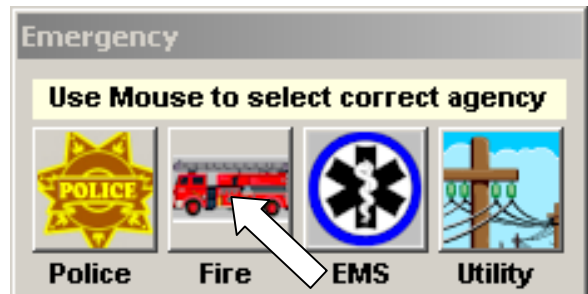 Emergency
Use Mouse to select correct agency
POLICE
Police Fire EMS Utility